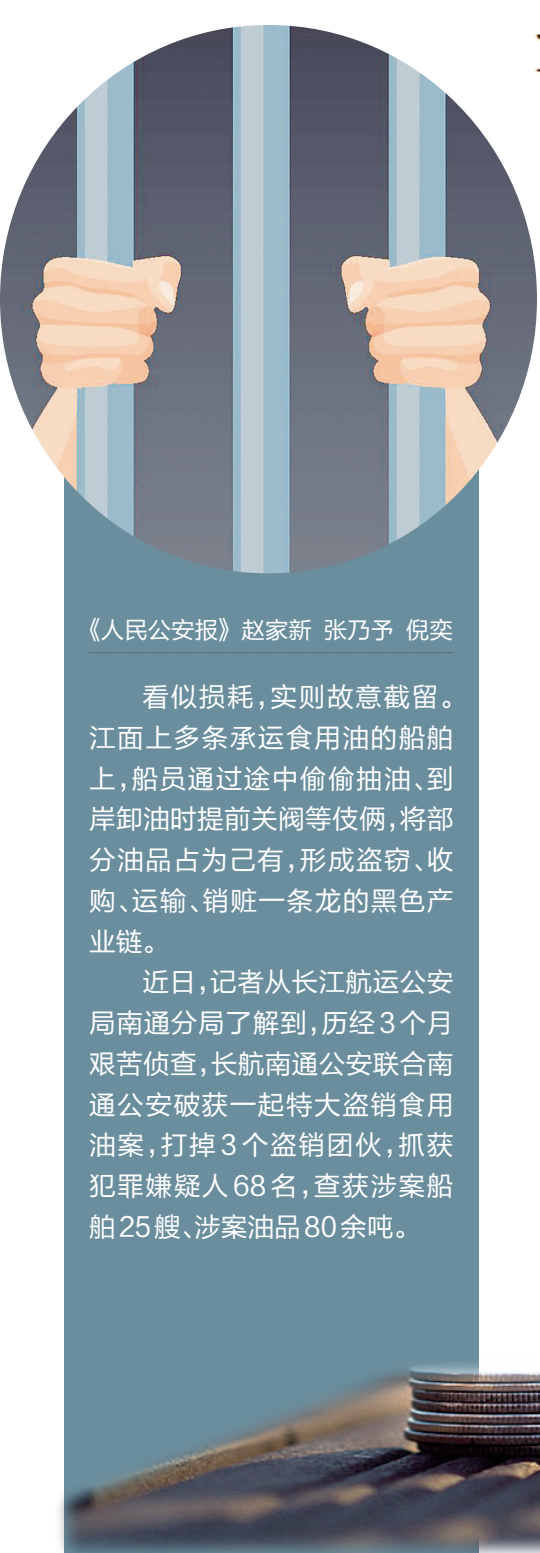 《人民公安报》赵家新 张乃予 倪奕
看似损耗,实则故意截留。
江面上多条承运食用油的船舶
上,船员通过途中偷偷抽油、到
岸卸油时提前关阀等伎俩,将部
分油品占为己有,形成盗窃、收
购、运输、销赃一条龙的黑色产
业链。
近日,记者从长江航运公安
局南通分局了解到,历经3个月
艰苦侦查,长航南通公安联合南
通公安破获一起特大盗销食用
油案,打掉3个盗销团伙,抓获
犯罪嫌疑人68名,查获涉案船
舶25艘、涉案油品80余吨。